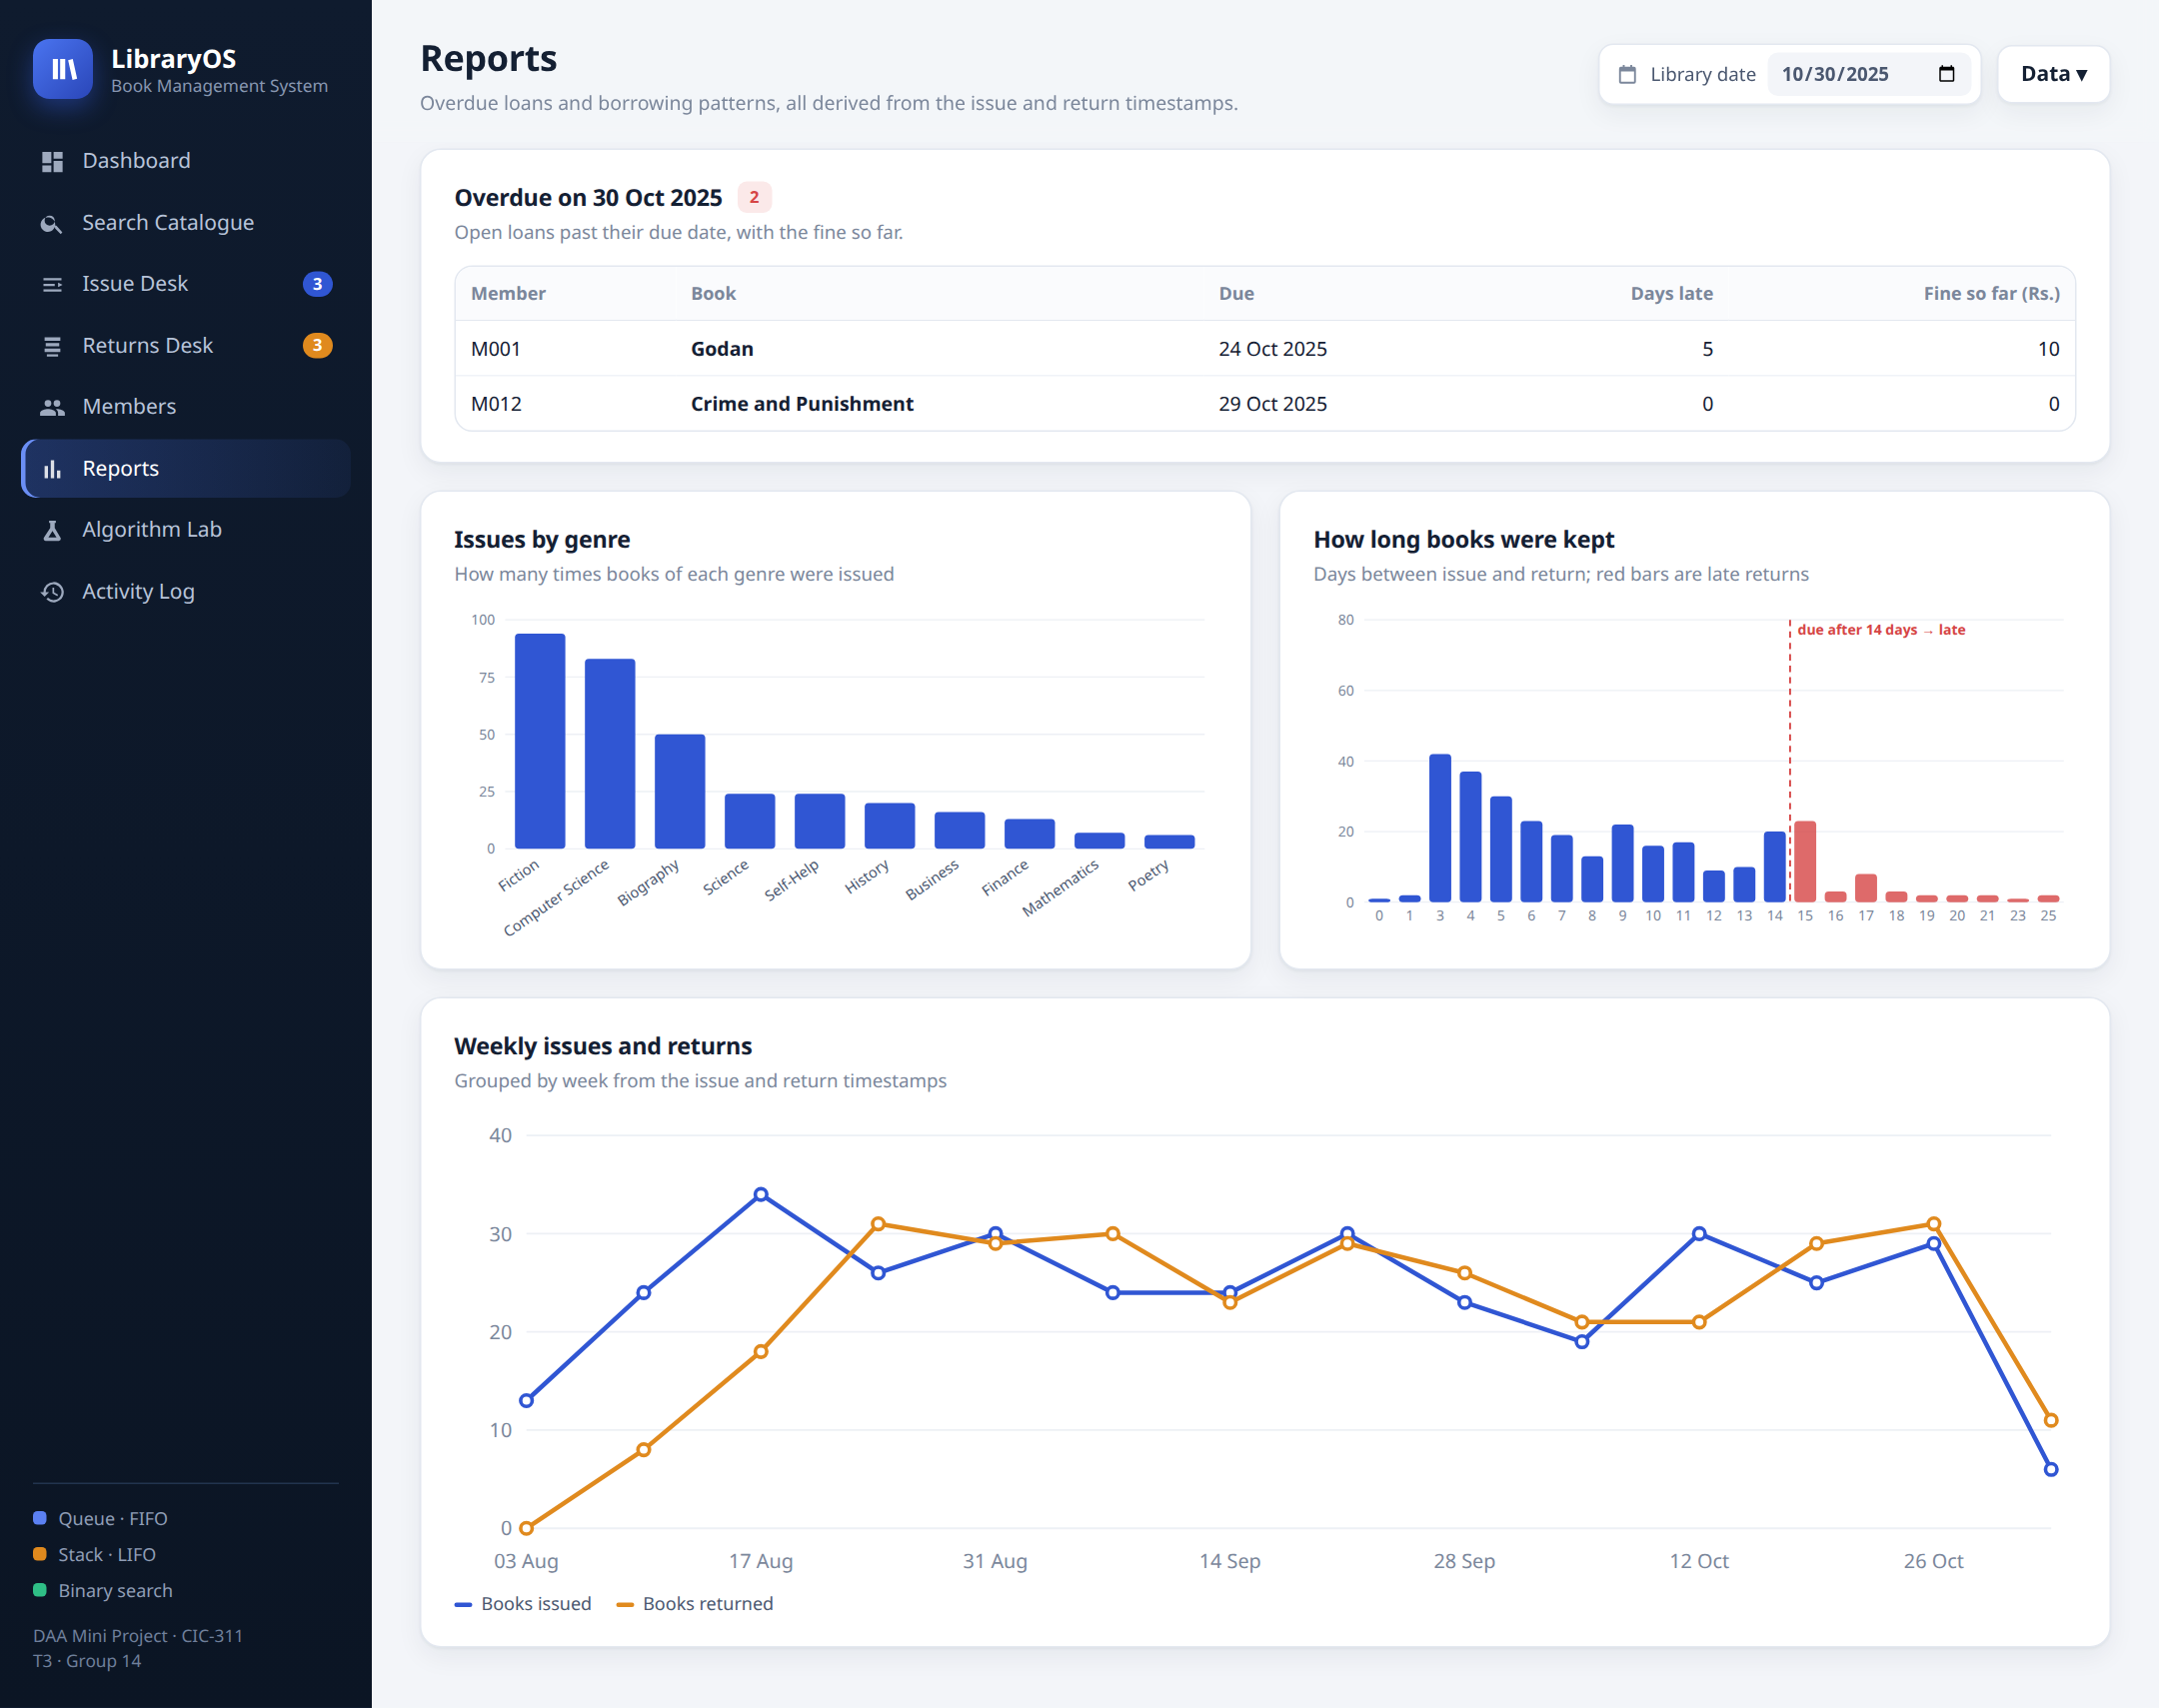 LibraryOS
Book Management System
Dashboard
Search Catalogue
Issue Desk 3
Returns Desk 3
Members
Reports
Algorithm Lab
Activity Log
Queue · FIFO
Stack · LIFO
Binary search
DAA Mini Project · CIC-311
T3 · Group 14
Reports
Overdue loans and borrowing patterns, all derived from the issue and return timestamps.
Library date 10/30/2025
Data ▾
Overdue on 30 Oct 2025 2
Open loans past their due date, with the fine so far.
Member Book Due Days late Fine so far (Rs.)
M001 Godan 24 Oct 2025 5 10
M012 Crime and Punishment 29 Oct 2025 0 0
Issues by genre
How many times books of each genre were issued
100
75
50
25
0
Fiction Computer Science Biography Science Self-Help History Business Finance Mathematics Poetry
How long books were kept
Days between issue and return; red bars are late returns
due after 14 days → late
80
60
40
20
0
0 1 3 4 5 6 7 8 9 10 11 12 13 14 15 16 17 18 19 20 21 23 25
Weekly issues and returns
Grouped by week from the issue and return timestamps
40
30
20
10
0
03 Aug 17 Aug 31 Aug 14 Sep 28 Sep 12 Oct 26 Oct
Books issued Books returned